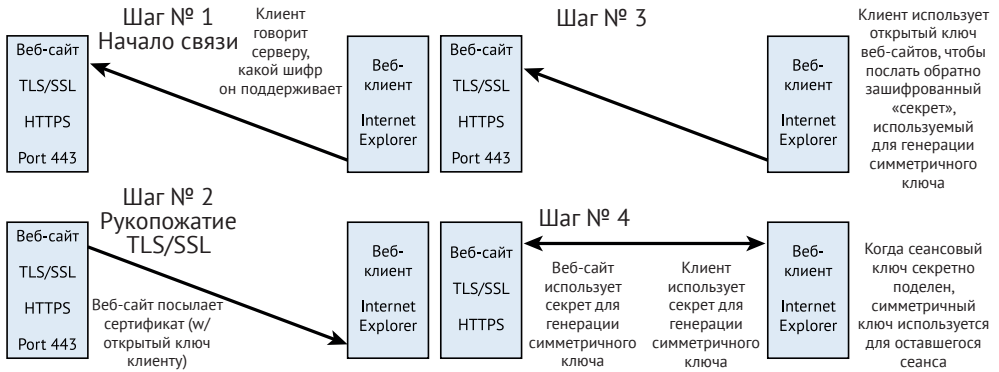 Шаг № 1
Начало связи
Клиент
говорит
серверу,
какой шифр
он поддерживает
Веб-сайт
TLS/SSL
HTTPS
Port 443
Веб-
клиент
Internet
Explorer
Шаг № 3
Веб-сайт
TLS/SSL
HTTPS
Port 443
Веб-
клиент
Internet
Explorer
Клиент использует
открытый ключ
веб-сайтов, чтобы
послать обратно
зашифрованный
«секрет»,
используемый
для генерации
симметричного
ключа
Шаг № 2
Рукопожатие
TLS/SSL
Веб-сайт
TLS/SSL
HTTPS
Port 443
Веб-сайт посылает
сертификат (w/
открытый ключ
клиенту)
Веб-
клиент
Internet
Explorer
Шаг № 4
Веб-сайт
TLS/SSL
HTTPS
Веб-сайт
использует
секрет для
генерации
симметричного
ключа
Клиент
использует
секрет для
генерации
симметричного
ключа
Веб-
клиент
Internet
Explorer
Когда сеансовый
ключ секретно
поделен,
симметричный
ключ используется
для оставшегося
сеанса